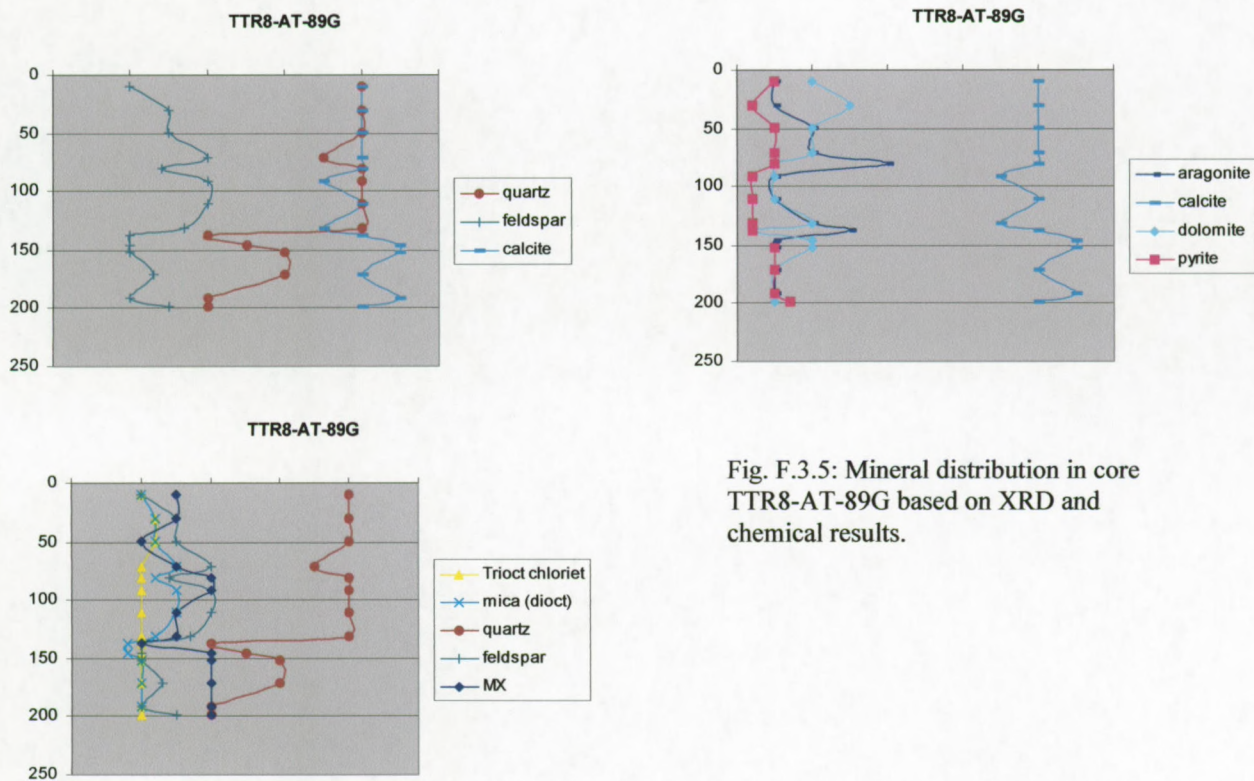 TTR8-AT-89G
0
50
100
150
200
250
quartz
feldspar
calcite
TTR8-AT-89G
0
50
100
150
200
250
aragonite
calcite
dolomite
pyrite
TTR8-AT-89G
0
50
100
150
200
250
Trioct chloriet
mica (dioct)
quartz
feldspar
MX
Fig. F.3.5: Mineral distribution in core
TTR8-AT-89G based on XRD and
chemical results.